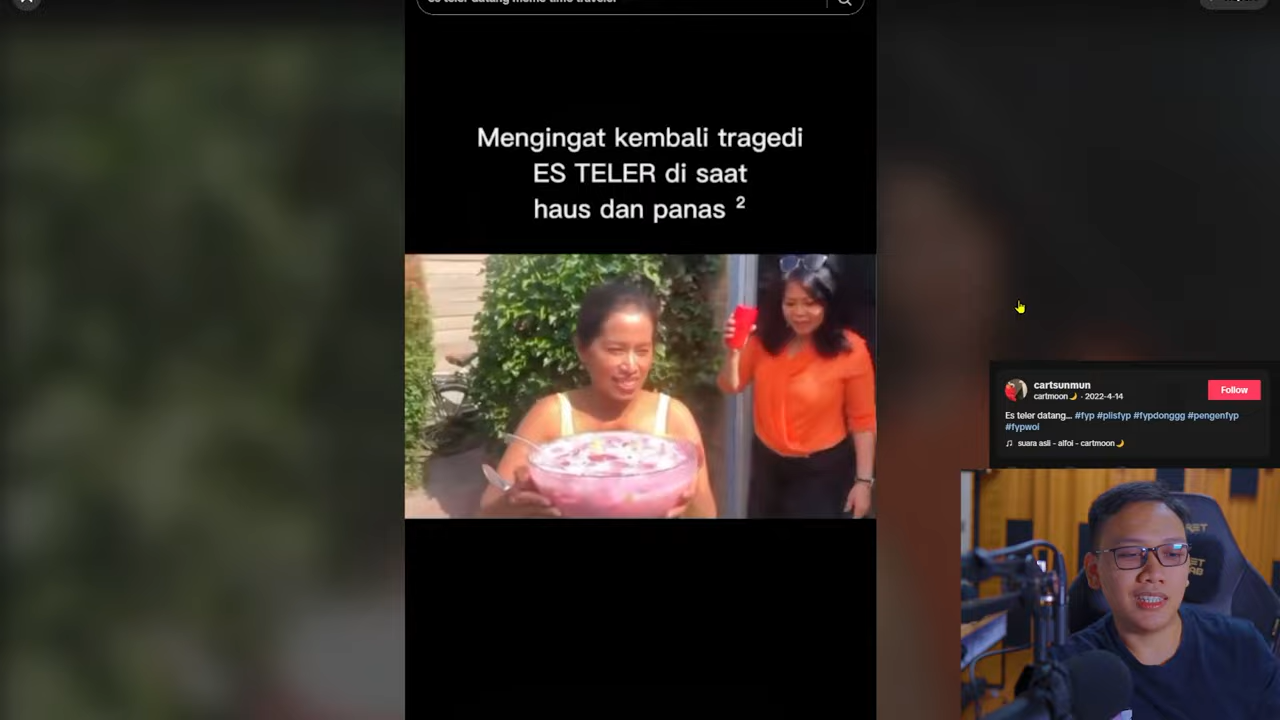 Mengingat kembali tragedi
ES TELER di saat
haus dan panas ²
cartsunmun
cartmoon🌙 · 2022-4-14
Follow
Es teler datang... #fyp #plisfyp #fypdonggg #pengenfyp
#fypwoi
♫ suara asli - alfoi - cartmoon🌙